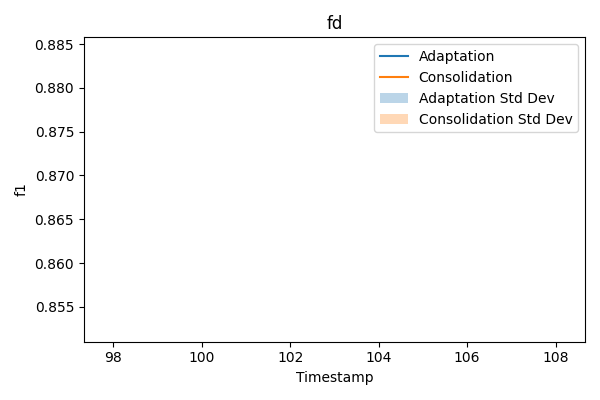 fd
0.885
0.880
0.875
0.870
0.865
0.860
0.855
f1
Adaptation
Consolidation
Adaptation Std Dev
Consolidation Std Dev
98 100 102 104 106 108
Timestamp